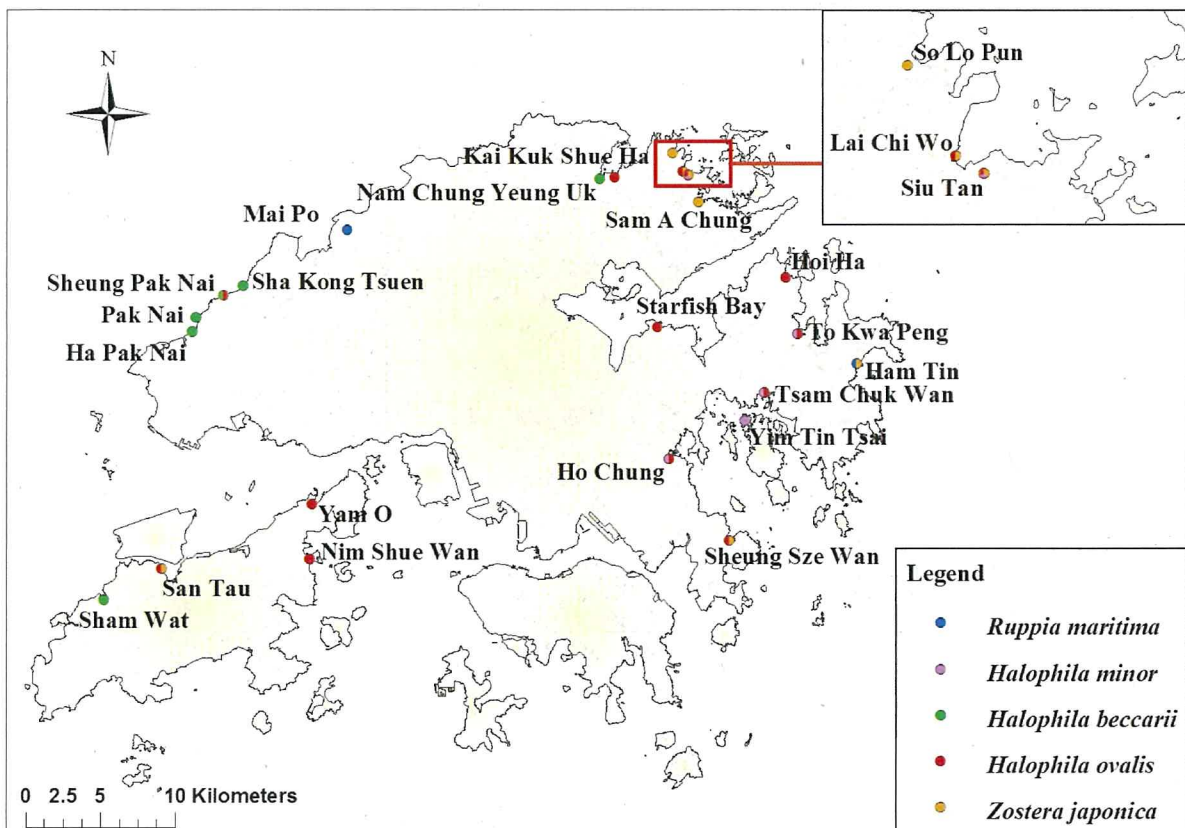 N
So Lo Pun
Lai Chi Wo
Siu Tan
Kai Kuk Shue Ha
Nam Chung Yeung Uk
Sam A Chung
Mai Po
Hoi Ha
Sheung Pak Nai
Sha Kong Tsuen
Starfish Bay
Pak Nai
To Kwa Peng
Ha Pak Nai
Ham Tin
Tsam Chuk Wan
Yim Tin Tsai
Ho Chung
Yam O
Nim Shue Wan
Sheung Sze Wan
San Tau
Sham Wat
Legend
Ruppia maritima
Halophila minor
Halophila beccarii
Halophila ovalis
Zostera japonica
0 2.5 5 10 Kilometers